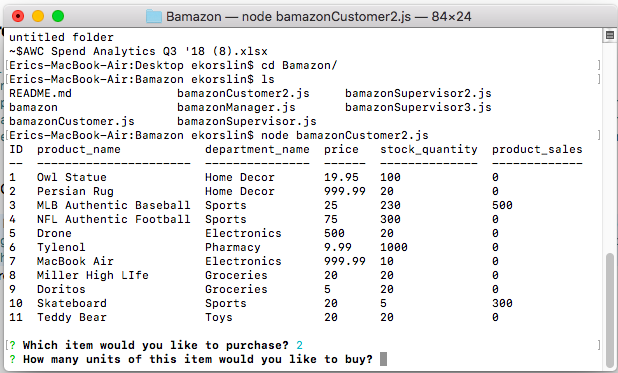 Bamazon — node bamazonCustomer2.js — 84×24
untitled folder
~$AWC Spend Analytics Q3 '18 (8).xlsx
[Erics-MacBook-Air:Desktop ekorslin$ cd Bamazon/ ]
[Erics-MacBook-Air:Bamazon ekorslin$ ls ]
README.md bamazonCustomer2.js bamazonSupervisor2.js
bamazon bamazonManager.js bamazonSupervisor3.js
bamazonCustomer.js bamazonSupervisor.js
[Erics-MacBook-Air:Bamazon ekorslin$ node bamazonCustomer2.js ]
ID product_name department_name price stock_quantity product_sales
-- ---------------------- --------------- ------ -------------- -------------
1 Owl Statue Home Decor 19.95 100 0
2 Persian Rug Home Decor 999.99 20 0
3 MLB Authentic Baseball Sports 25 230 500
4 NFL Authentic Football Sports 75 300 0
5 Drone Electronics 500 20 0
6 Tylenol Pharmacy 9.99 1000 0
7 MacBook Air Electronics 999.99 10 0
8 Miller High LIfe Groceries 20 20 0
9 Doritos Groceries 5 20 0
10 Skateboard Sports 20 5 300
11 Teddy Bear Toys 20 20 0
[? Which item would you like to purchase? 2 ]
? How many units of this item would you like to buy?